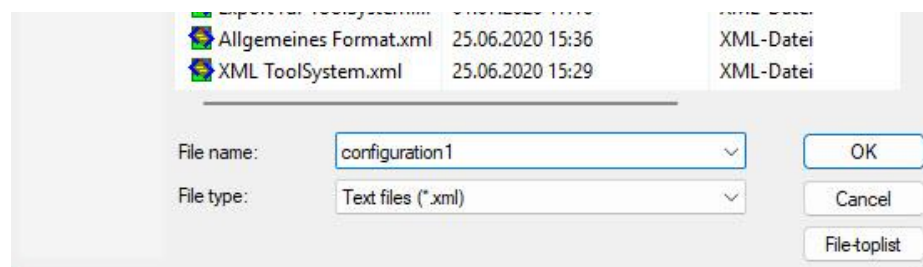 Allgemeines Format.xml 25.06.2020 15:36 XML-Datei
XML ToolSystem.xml 25.06.2020 15:29 XML-Datei
File name: configuration1 OK
File type: Text files (*.xml) Cancel
File-toplist